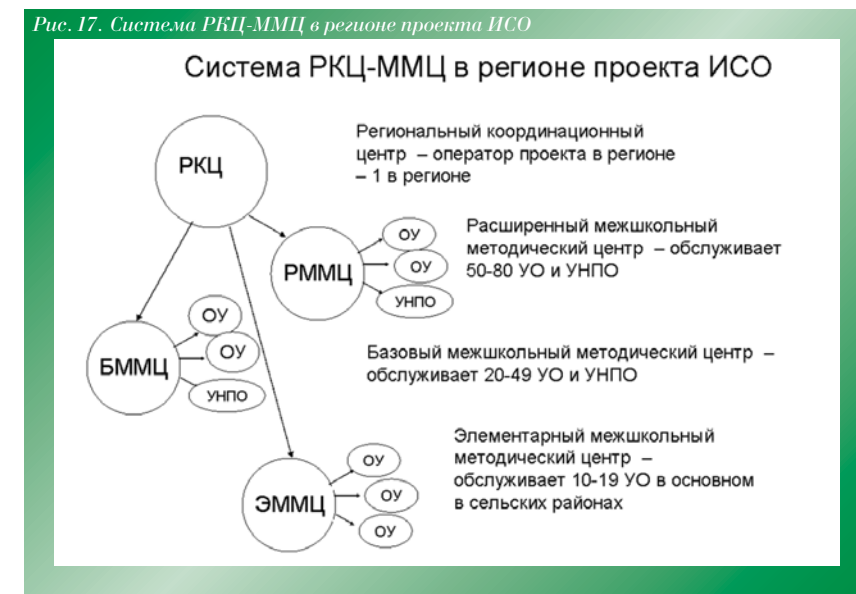 Рис. 17. Система РКЦ-ММЦ в регионе проекта ИСО
Система РКЦ-ММЦ в регионе проекта ИСО
РКЦ
Региональный координационный
центр – оператор проекта в регионе
– 1 в регионе
РММЦ
ОУ
ОУ
УНПО
Расширенный межшкольный
методический центр – обслуживает
50-80 УО и УНПО
БММЦ
ОУ
ОУ
УНПО
Базовый межшкольный методический центр –
обслуживает 20-49 УО и УНПО
ЭММЦ
ОУ
ОУ
ОУ
Элементарный межшкольный
методический центр –
обслуживает 10-19 УО в основном
в сельских районах